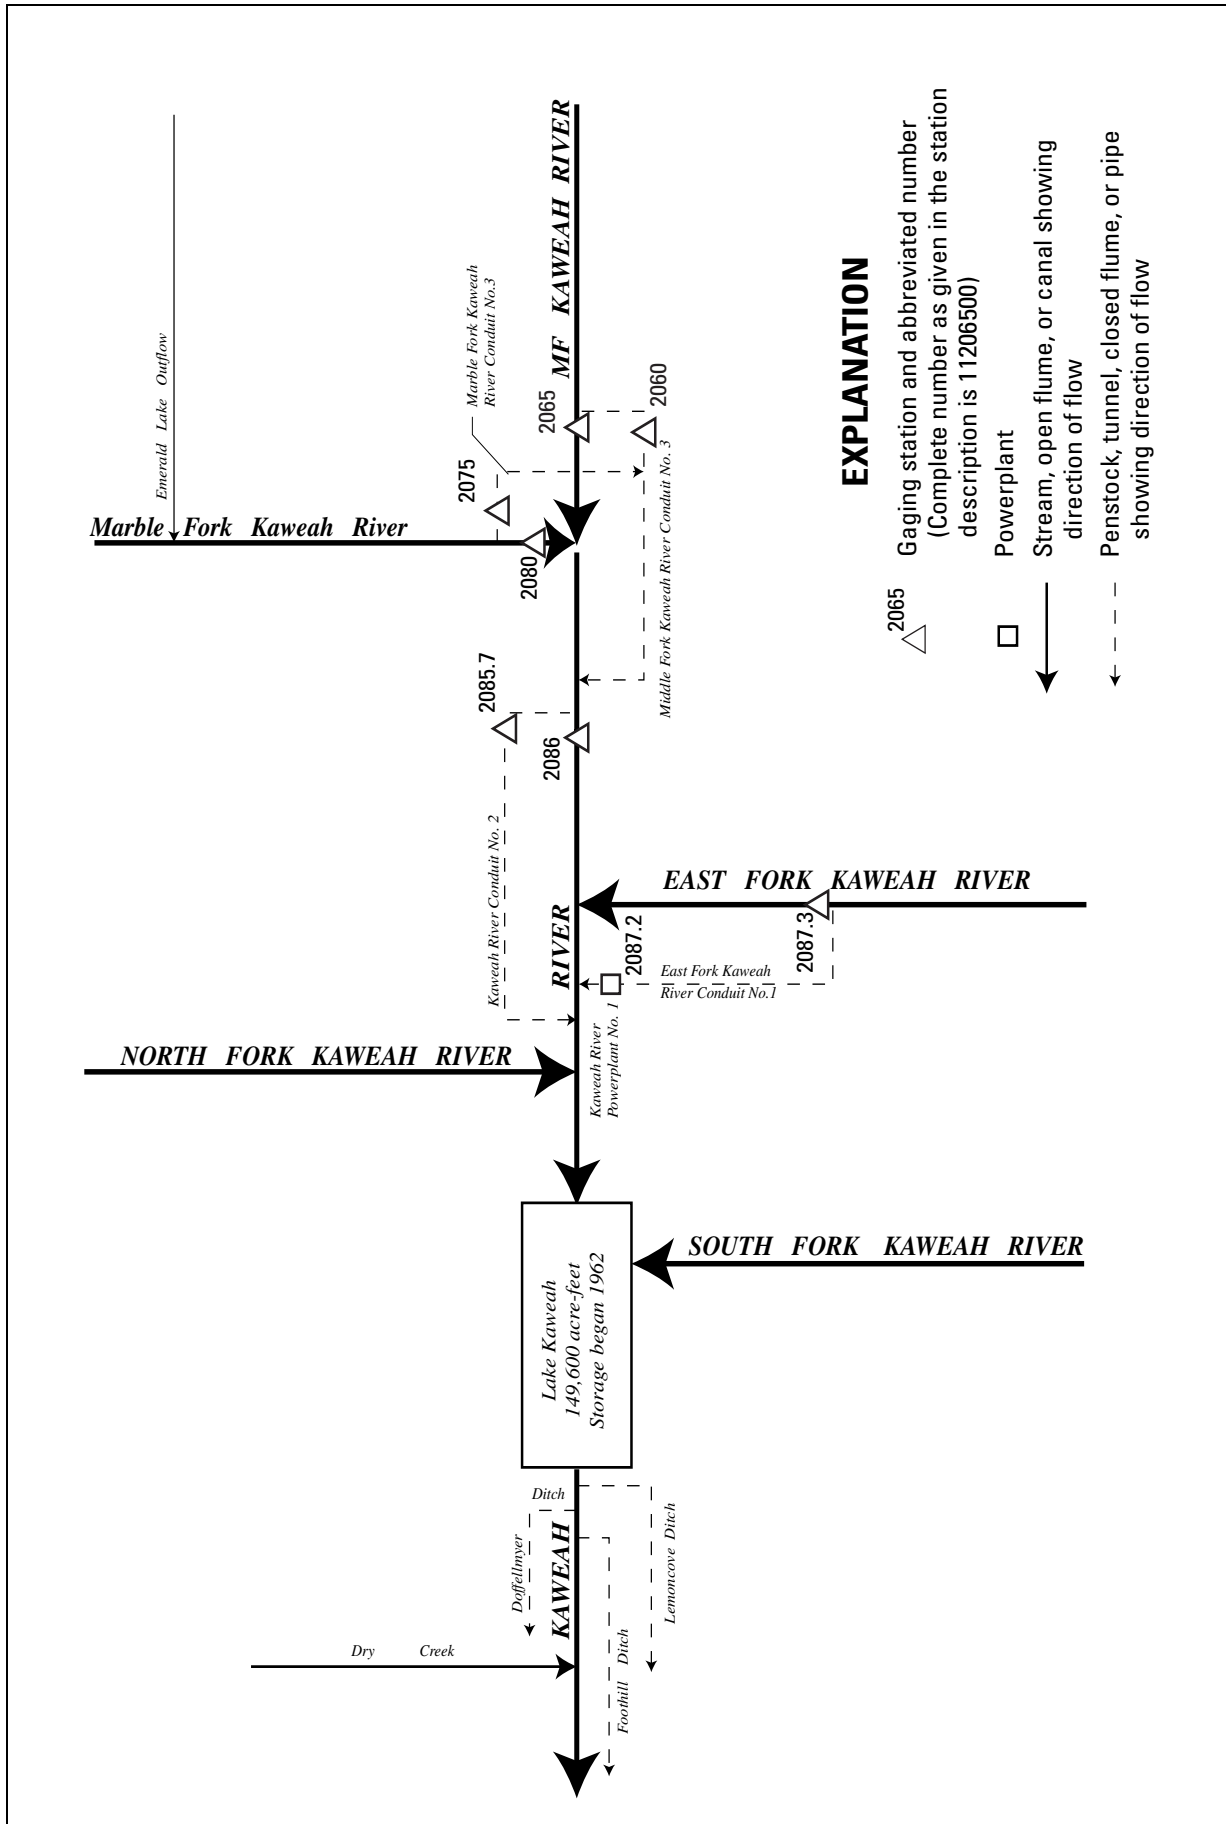 Emerald Lake Outflow
MF KAWEAH RIVER
Marble Fork Kaweah
River Conduit No.3
2065
2060
2075
Marble Fork Kaweah River
2080
Middle Fork Kaweah River Conduit No. 3
2085.7
2086
Kaweah River Conduit No. 2
EAST FORK KAWEAH RIVER
RIVER
2087.2
2087.3
East Fork Kaweah
River Conduit No.1
Kaweah River
Powerplant No. 1
NORTH FORK KAWEAH RIVER
SOUTH FORK KAWEAH RIVER
Lake Kaweah
149,600 acre-feet
Storage began 1962
Ditch
Doffellmyer
KAWEAH
Lemoncove Ditch
Foothill Ditch
Dry Creek
EXPLANATION
2065
Gaging station and abbreviated number
(Complete number as given in the station
description is 11206500)
Powerplant
Stream, open flume, or canal showing
direction of flow
Penstock, tunnel, closed flume, or pipe
showing direction of flow